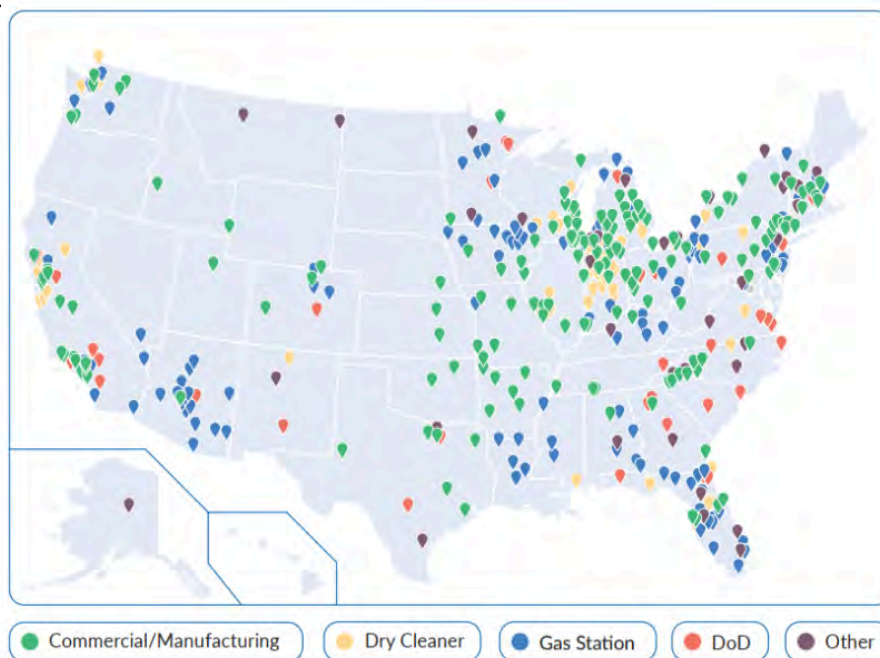 Commercial/Manufacturing
Dry Cleaner
Gas Station
DoD
Other